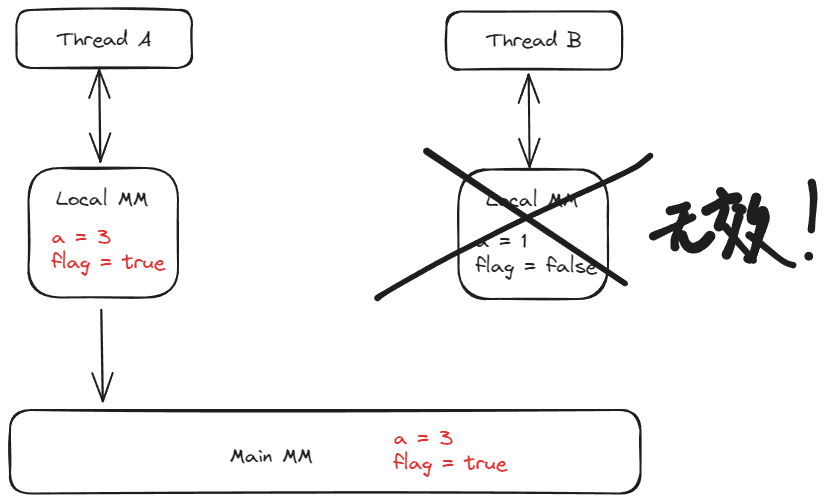 Thread A
Thread B
Local MM
a = 3
flag = true
Local MM
a = 1
flag = false
无效!
Main MM
a = 3
flag = true